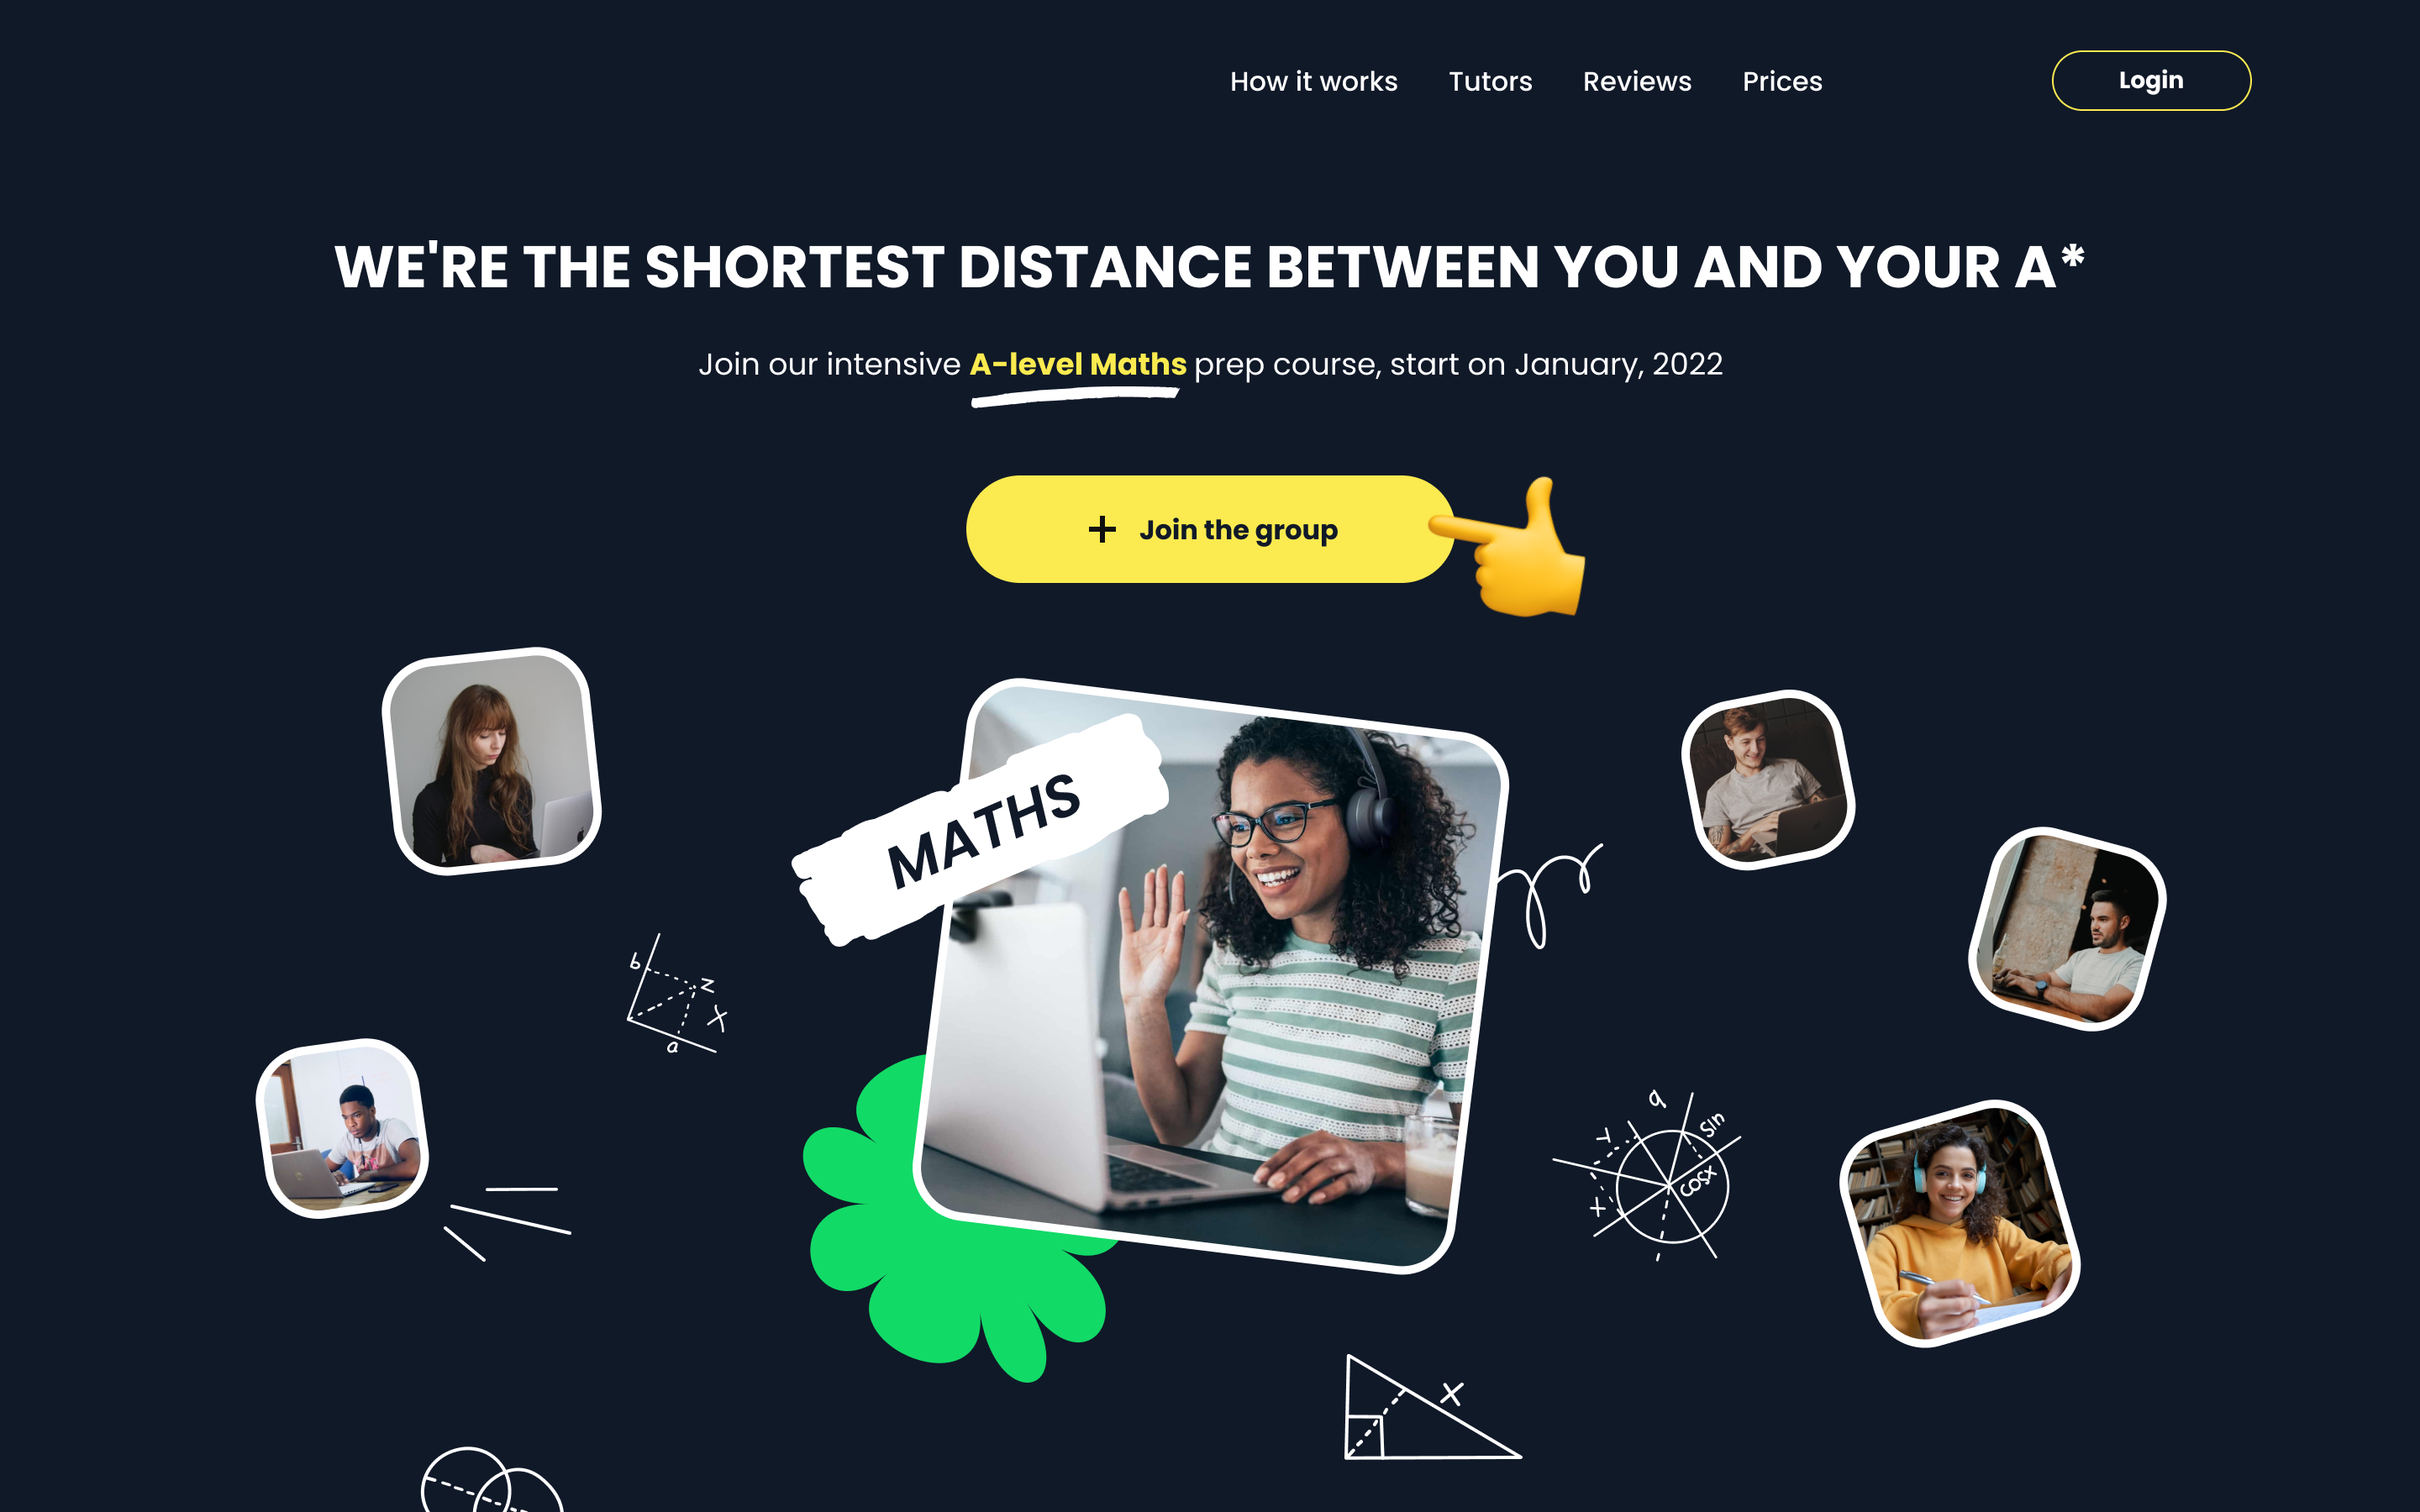 How it works Tutors Reviews Prices Login
WE'RE THE SHORTEST DISTANCE BETWEEN YOU AND YOUR A*
Join our intensive A-level Maths prep course, start on January, 2022
+ Join the group
MATHS
b
z
x
a
q
sin
cosx
x
x